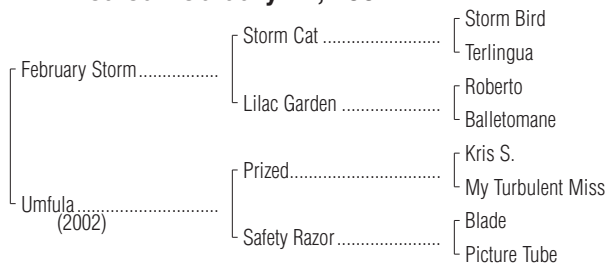 Storm Bird
Storm Cat
Terlingua
February Storm
Roberto
Lilac Garden
Balletomane
Kris S.
Prized
My Turbulent Miss
Umfula
(2002)
Blade
Safety Razor
Picture Tube